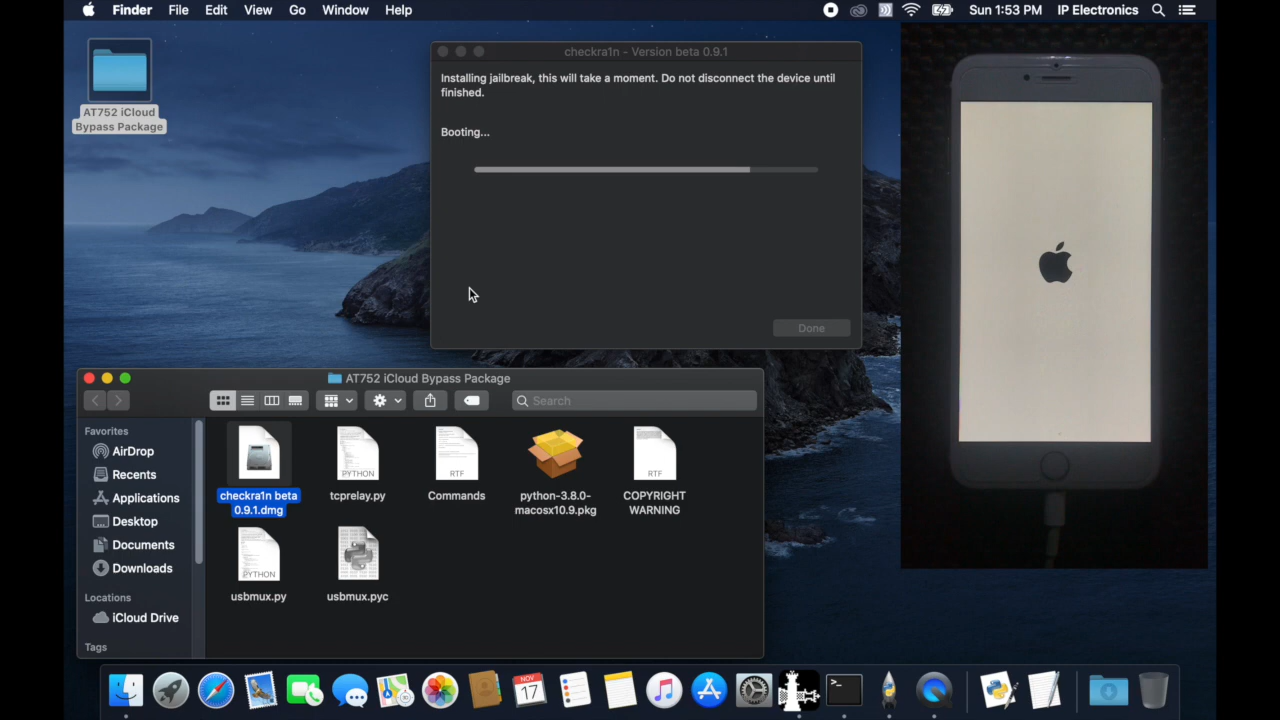 Finder File Edit View Go Window Help
Sun 1:53 PM IP Electronics
AT752 iCloud
Bypass Package
checkra1n - Version beta 0.9.1
Installing jailbreak, this will take a moment. Do not disconnect the device until
finished.
Booting...
Done
AT752 iCloud Bypass Package
Search
Favorites
AirDrop
Recents
Applications
Desktop
Documents
Downloads
Locations
iCloud Drive
Tags
checkra1n beta
0.9.1.dmg
PYTHON
tcprelay.py
RTF
Commands
python-3.8.0-
macosx10.9.pkg
RTF
COPYRIGHT
WARNING
PYTHON
usbmux.py
usbmux.pyc
NOV
17
>_